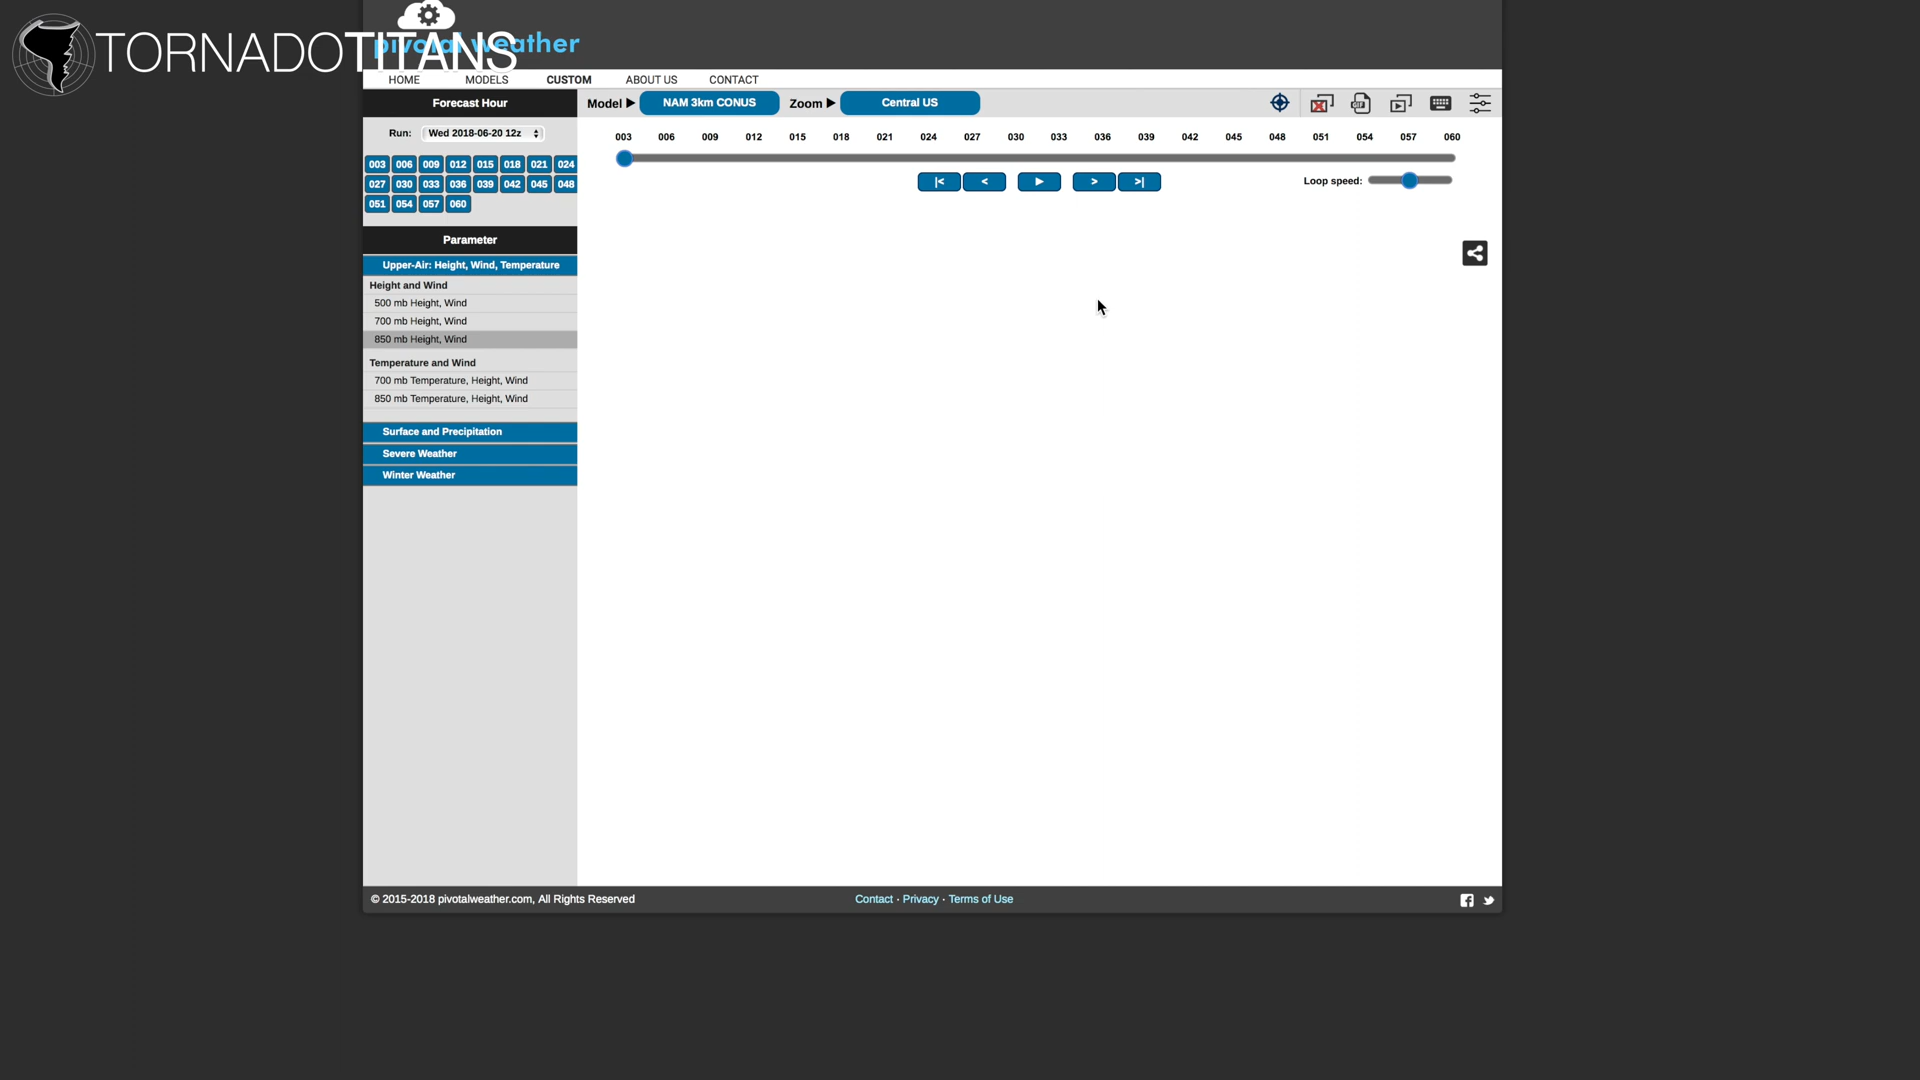 TORNADOTITANS
pivotal weather
HOME MODELS CUSTOM ABOUT US CONTACT
Forecast Hour
Model NAM 3km CONUS Zoom Central US
GIF
Run: Wed 2018-06-20 12z
003 006 009 012 015 018 021 024 027 030 033 036 039 042 045 048 051 054 057 060
003 006 009 012 015 018 021 024
027 030 033 036 039 042 045 048
051 054 057 060
|< < > >|
Loop speed:
Parameter
Upper-Air: Height, Wind, Temperature
Height and Wind
500 mb Height, Wind
700 mb Height, Wind
850 mb Height, Wind
Temperature and Wind
700 mb Temperature, Height, Wind
850 mb Temperature, Height, Wind
Surface and Precipitation
Severe Weather
Winter Weather
© 2015-2018 pivotalweather.com, All Rights Reserved
Contact · Privacy · Terms of Use